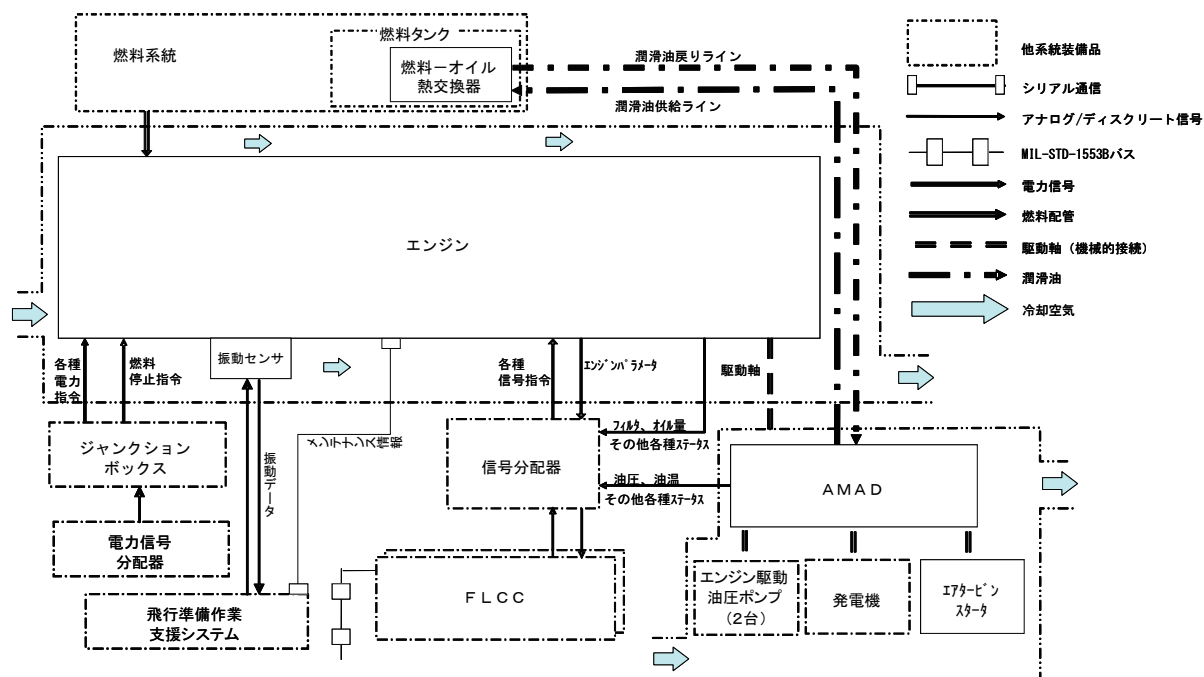 燃料系統
燃料タンク
燃料－オイル
熱交換器
潤滑油戻りライン
潤滑油供給ライン
他系統装備品
シリアル通信
アナログ/ディスクリート信号
MIL-STD-1553Bバス
電力信号
燃料配管
駆動軸（機械的接続）
潤滑油
冷却空気
エンジン
各種
電力
指令
燃料
停止指令
振動センサ
各種
信号指令
ｴﾝｼﾞﾝﾊﾟﾗﾒｰﾀ
駆動軸
ジャンクション
ボックス
振動データ
メンテナンス情報
信号分配器
ﾌｨﾙﾀ、ｵｲﾙ量
その他各種ｽﾃｰﾀｽ
油圧、油温
その他各種ｽﾃｰﾀｽ
ＡＭＡＤ
電力信号
分配器
飛行準備作業
支援システム
ＦＬＣＣ
エンジン駆動
油圧ポンプ
（２台）
発電機
ｴｱﾀｰﾋﾞﾝ
ｽﾀｰﾀ